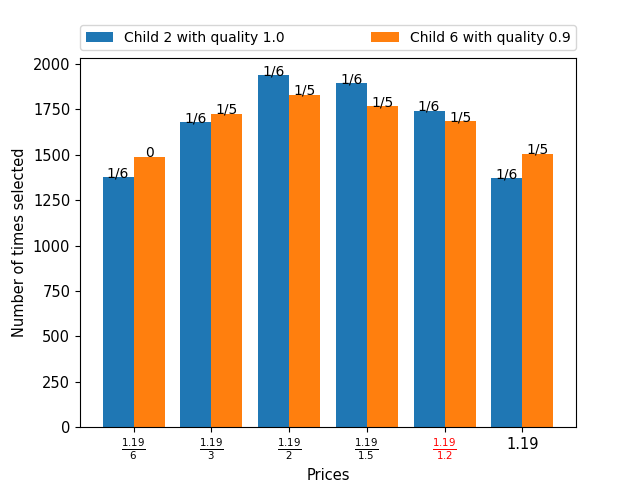 Child 2 with quality 1.0 Child 6 with quality 0.9
Number of times selected
2000
1750
1500
1250
1000
750
500
250
0
1/6 0 1/6 1/5 1/6 1/5 1/6 1/5 1/6 1/5 1/6 1/5
1.19/6 1.19/3 1.19/2 1.19/1.5 1.19/1.2 1.19
Prices